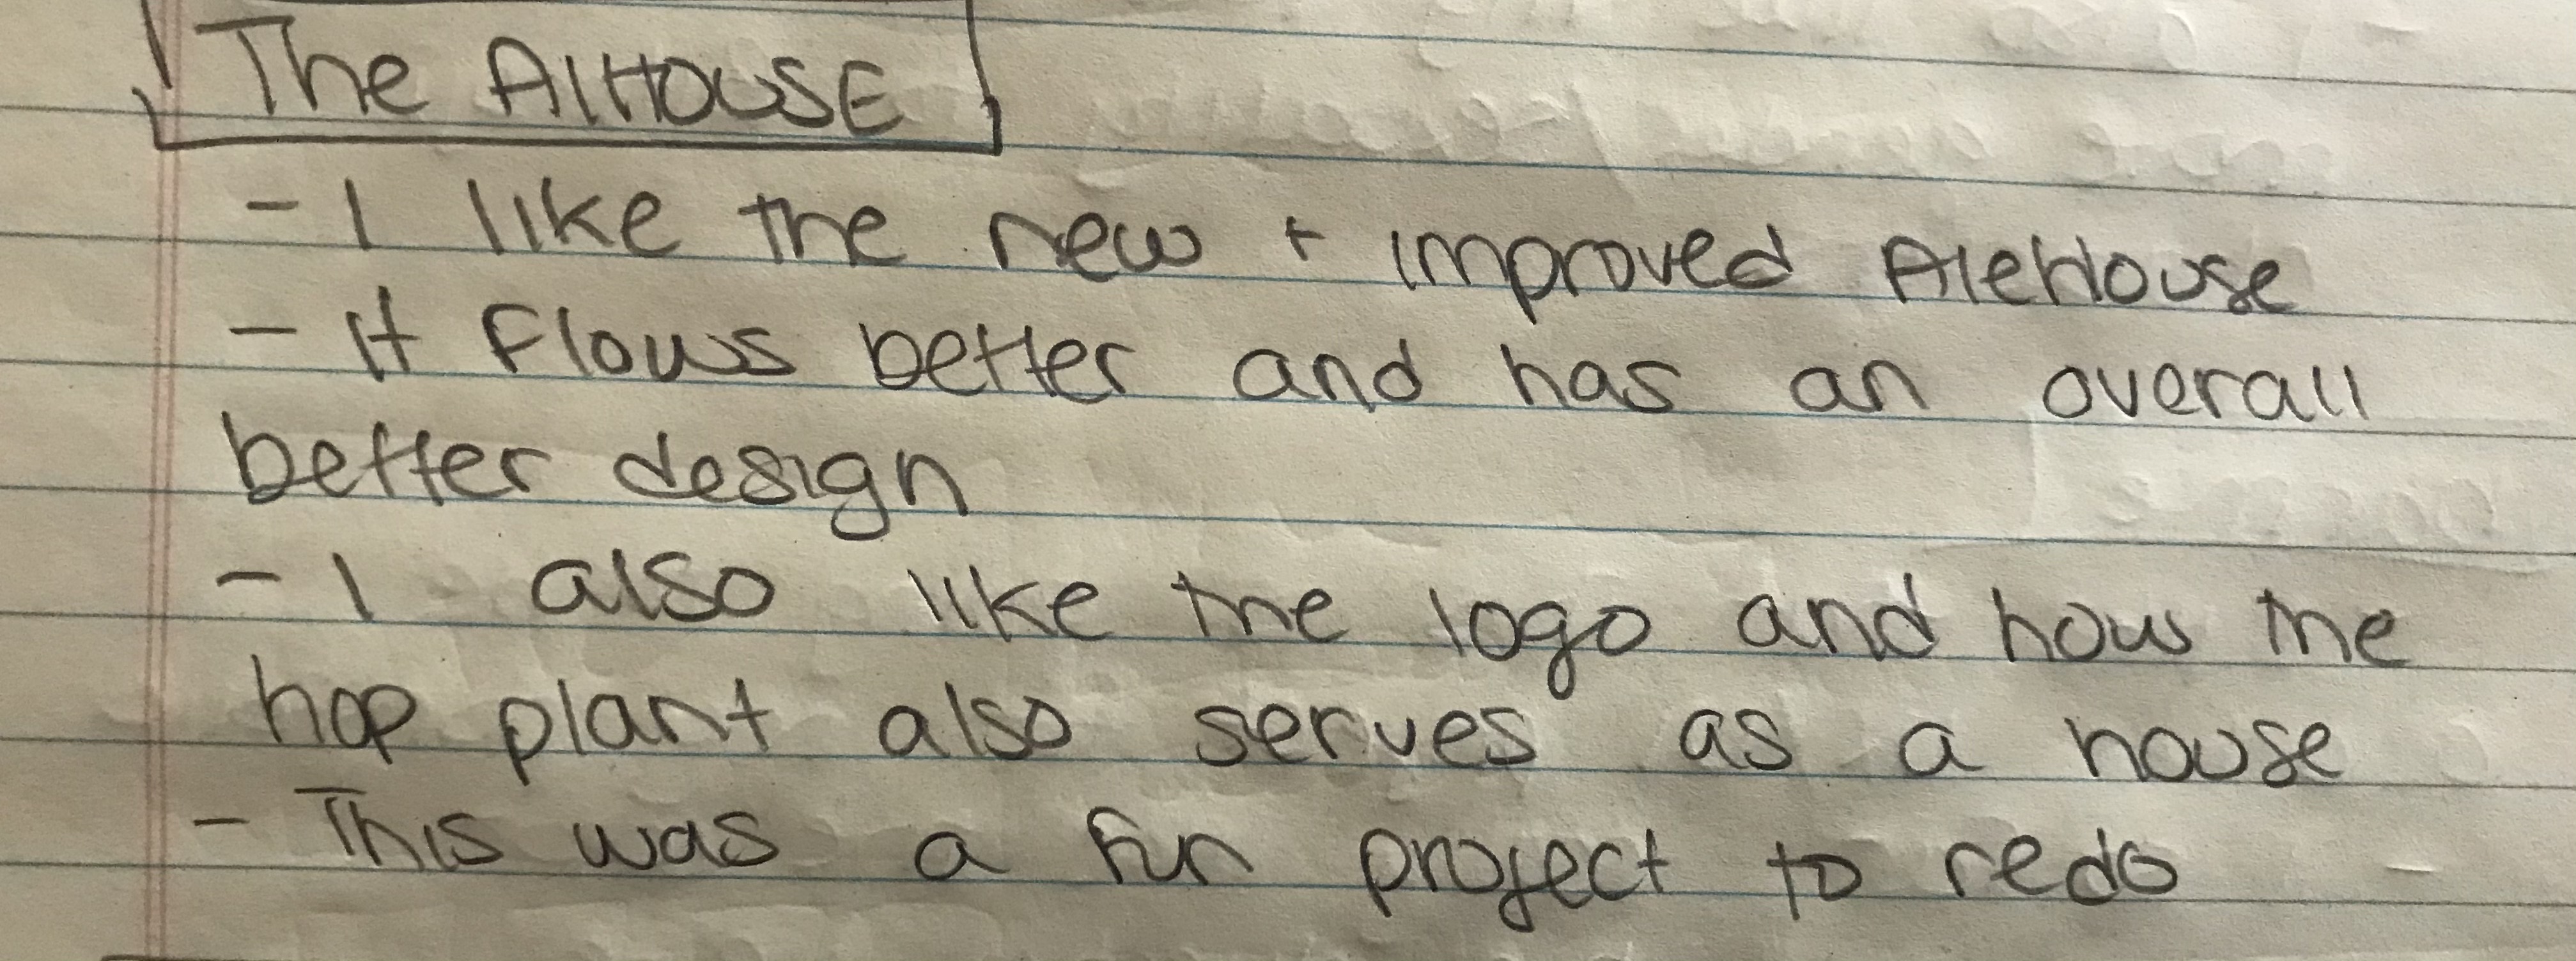 The AlHOUSE
- I like the new + improved AleHouse
- It Flows better and has an overall
better design
- I also like the logo and how the
hop plant also serves as a house
- This was a fun project to redo